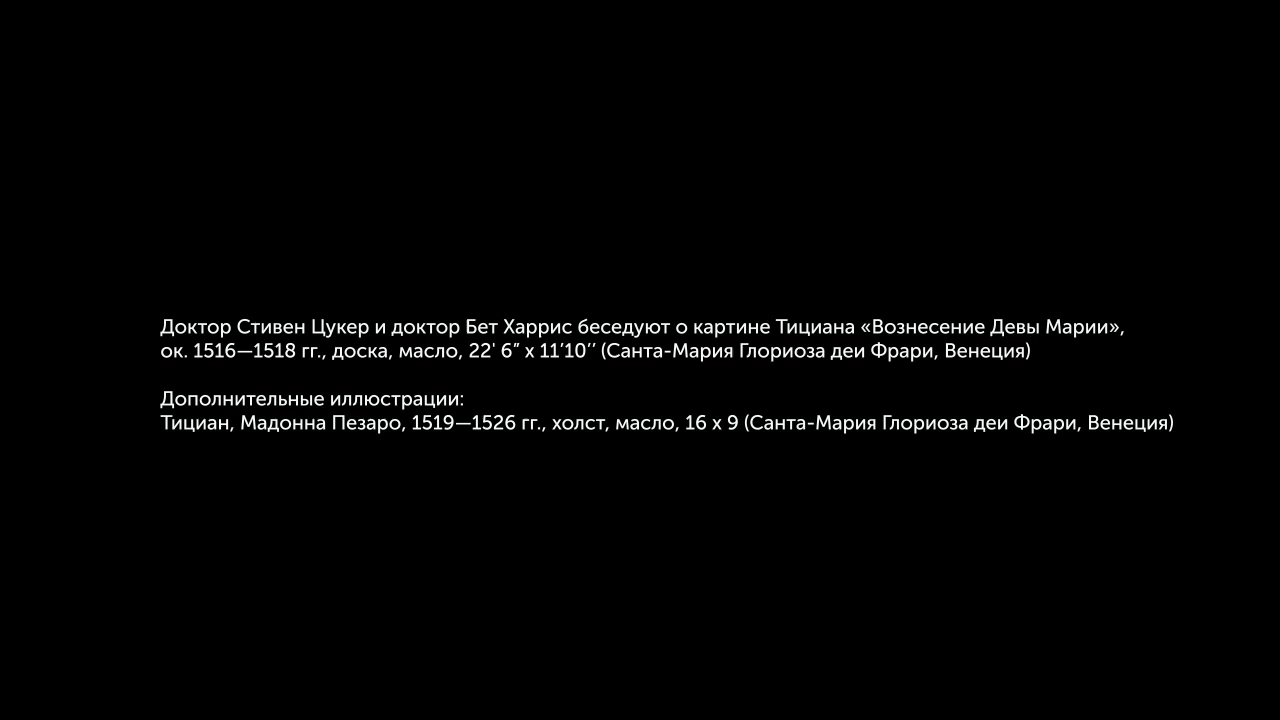 Доктор Стивен Цукер и доктор Бет Харрис беседуют о картине Тициана «Вознесение Девы Марии»,
ок. 1516—1518 гг., доска, масло, 22' 6” x 11’10’’ (Санта-Мария Глориоза деи Фрари, Венеция)
Дополнительные иллюстрации:
Тициан, Мадонна Пезаро, 1519—1526 гг., холст, масло, 16 x 9 (Санта-Мария Глориоза деи Фрари, Венеция)